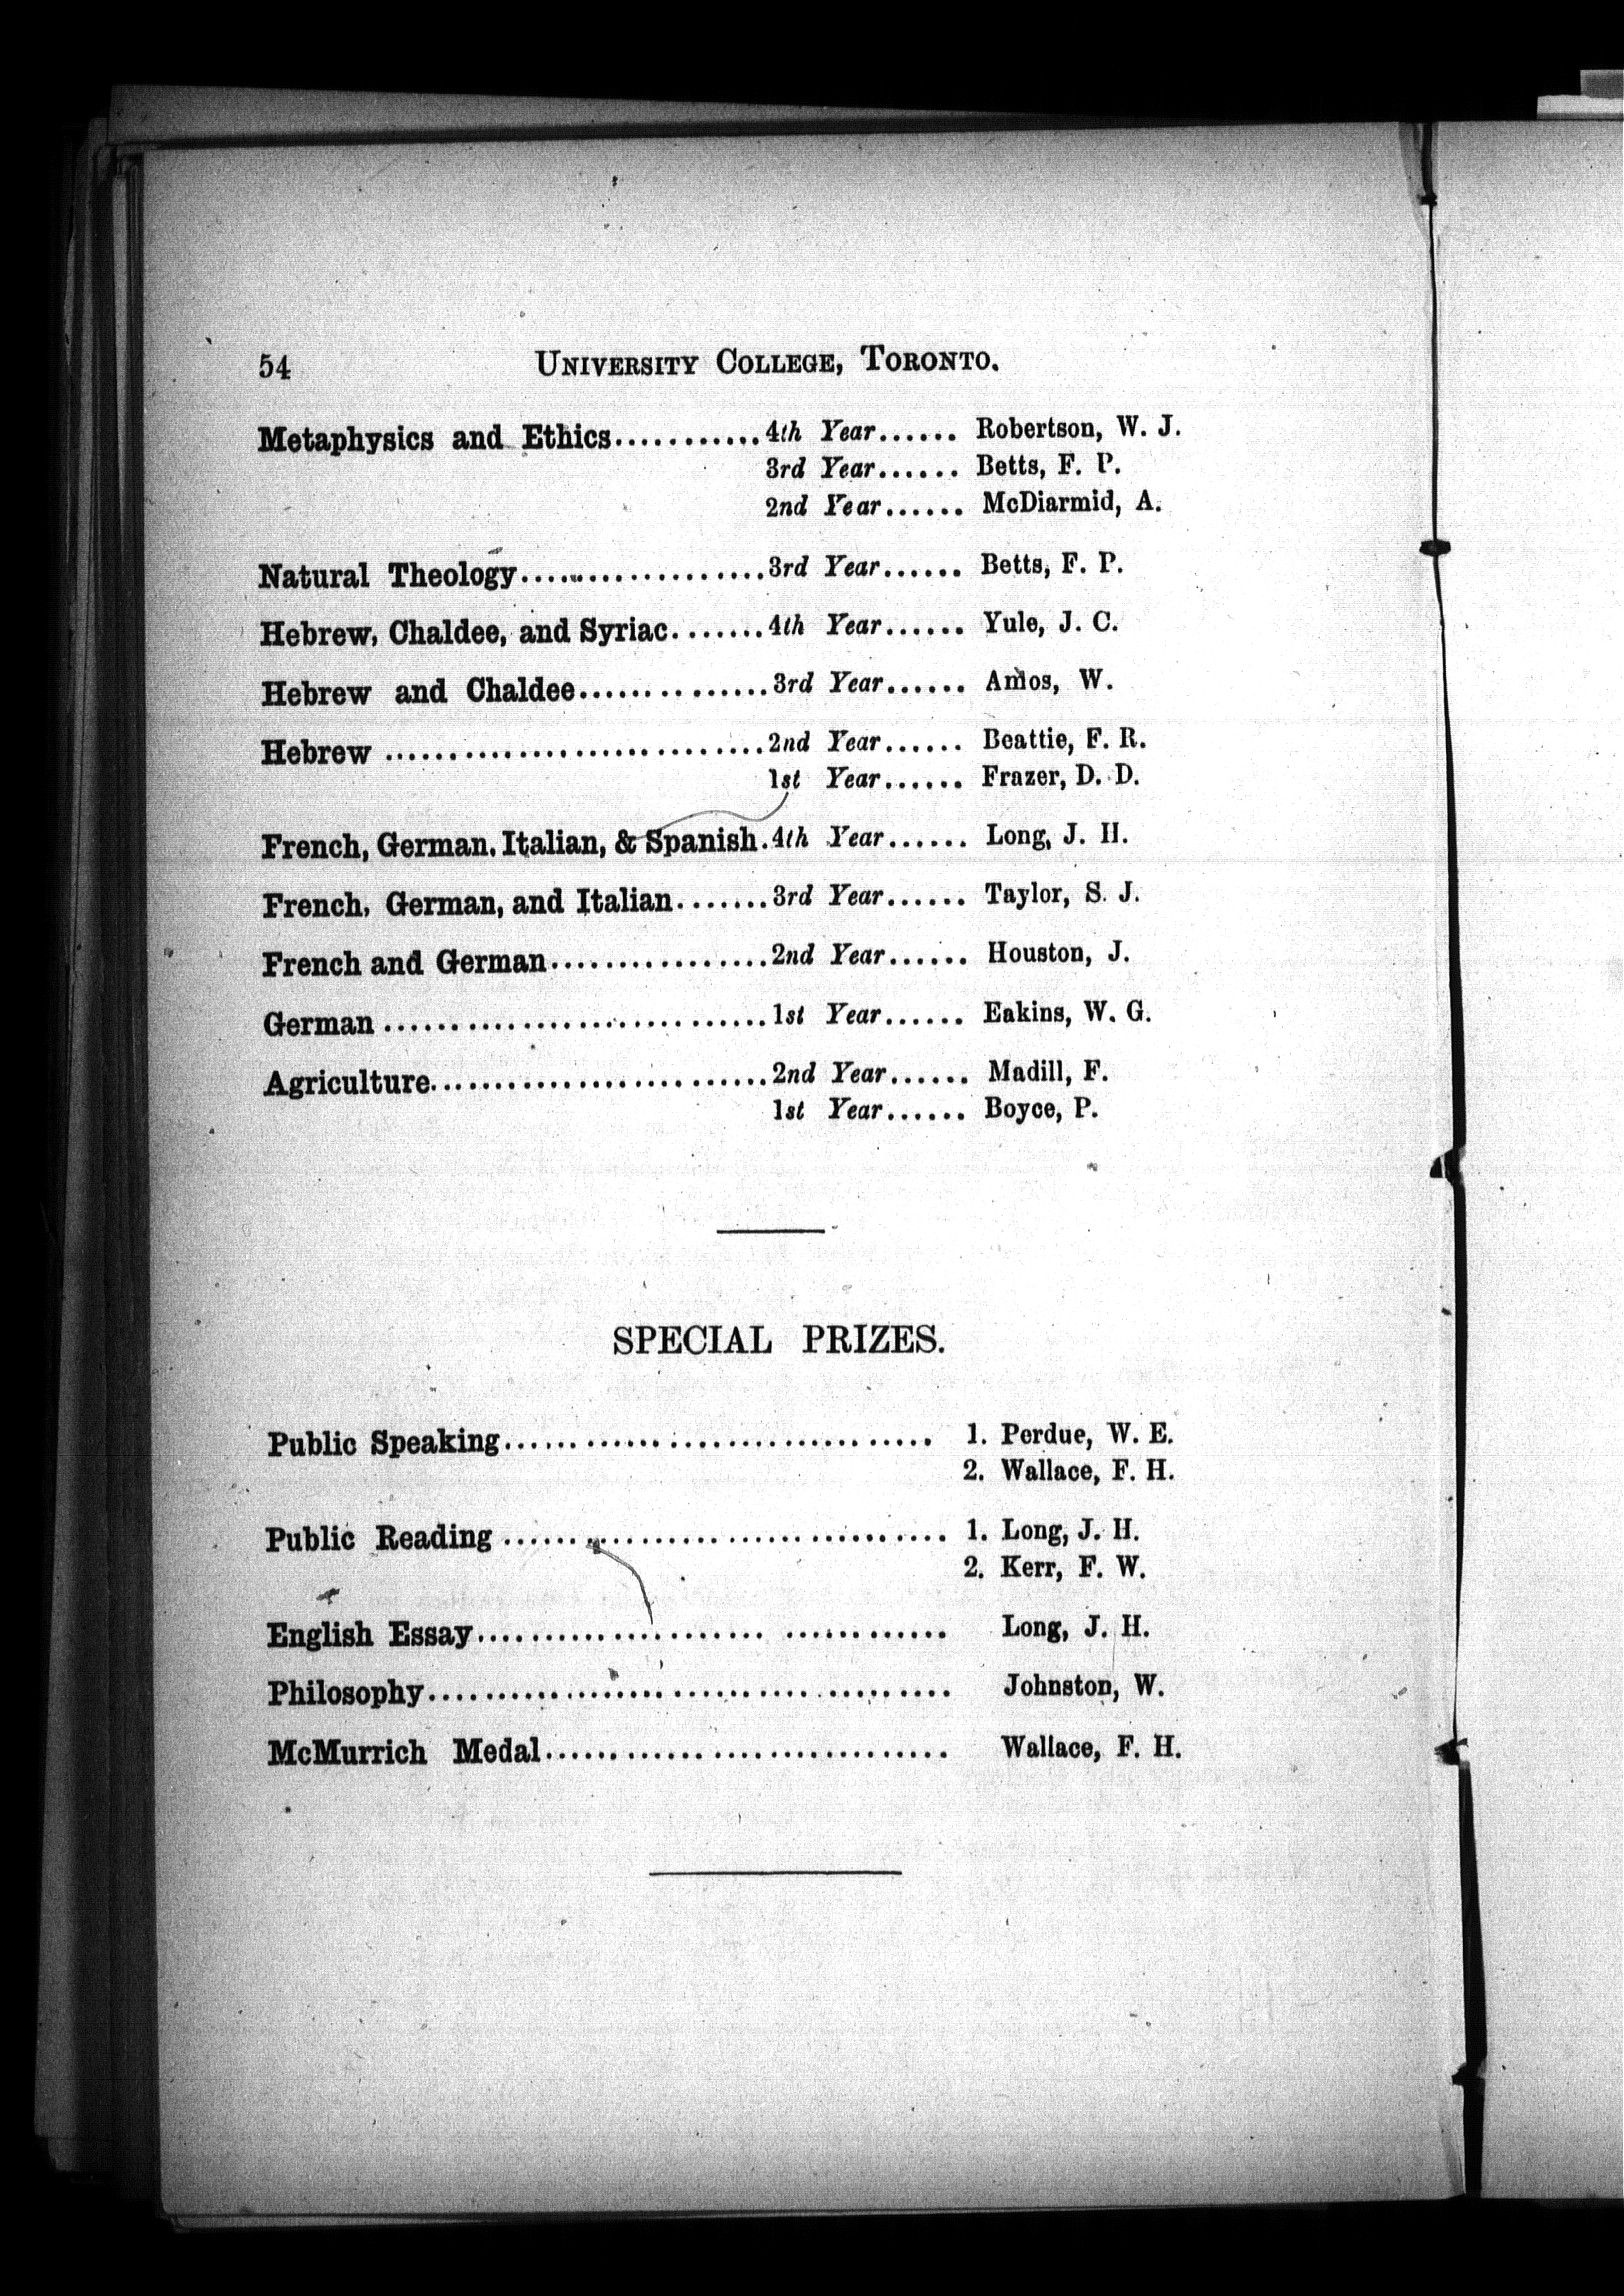 54 UNIVERSITY COLLEGE, TORONTO.
Metaphysics and Ethics...........4th Year...... Robertson, W. J.
3rd Year...... Betts, F. P.
2nd Year...... McDiarmid, A.
Natural Theology..................3rd Year...... Betts, F. P.
Hebrew, Chaldee, and Syriac.......4th Year...... Yule, J. C.
Hebrew and Chaldee..............3rd Year...... Amos, W.
Hebrew .............................2nd Year...... Beattie, F. R.
1st Year...... Frazer, D. D.
French, German, Italian, & Spanish.4th Year...... Long, J. H.
French, German, and Italian.......3rd Year...... Taylor, S. J.
French and German................2nd Year...... Houston, J.
German .............................1st Year...... Eakins, W. G.
Agriculture.........................2nd Year...... Madill, F.
1st Year...... Boyce, P.
SPECIAL PRIZES.
Public Speaking................................. 1. Perdue, W. E.
2. Wallace, F. H.
Public Reading .................................. 1. Long, J. H.
2. Kerr, F. W.
English Essay..................... ............ Long, J. H.
Philosophy....................................... Johnston, W.
McMurrich Medal.............................. Wallace, F. H.